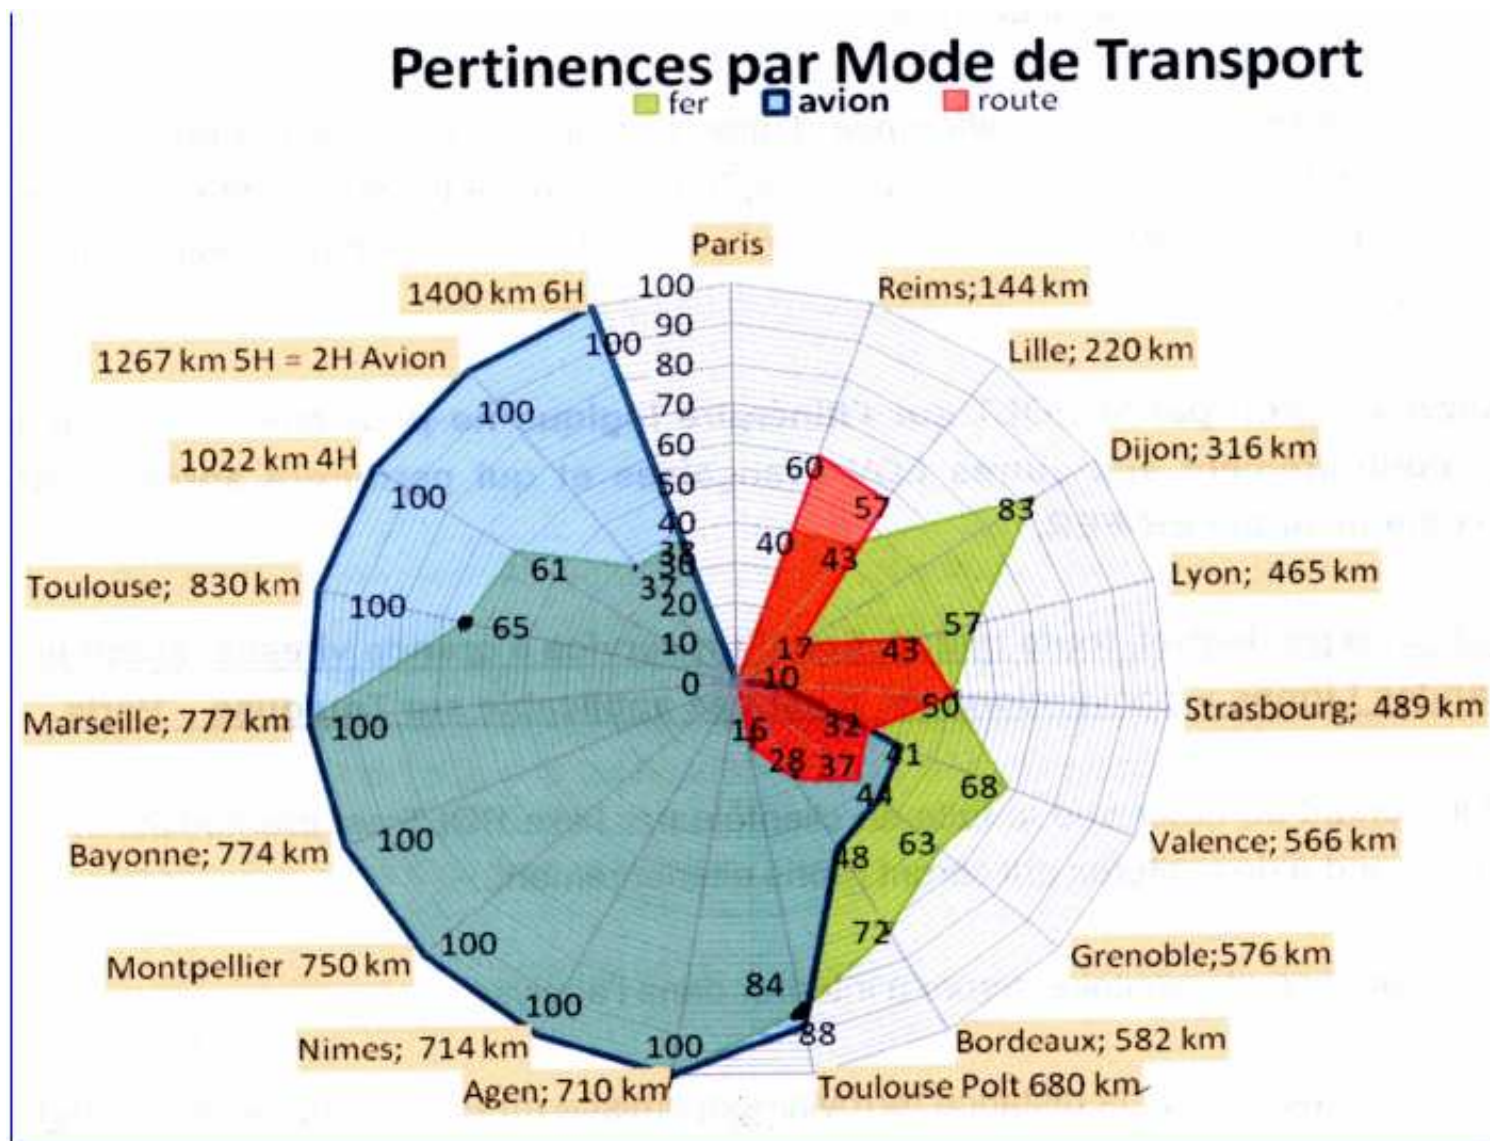 Pertinences par Mode de Transport
fer avion route
Paris
Reims;144 km
Lille; 220 km
Dijon; 316 km
Lyon; 465 km
Strasbourg; 489 km
Valence; 566 km
Grenoble;576 km
Bordeaux; 582 km
Toulouse Polt 680 km
Agen; 710 km
Nimes; 714 km
Montpellier 750 km
Bayonne; 774 km
Marseille; 777 km
Toulouse; 830 km
1022 km 4H
1267 km 5H = 2H Avion
1400 km 6H
100
90
80
70
60
50
40
30
20
10
0
60
40
57
43
83
17
57
43
10
50
32
41
68
37
44
63
28
48
72
16
84
88
100
100
100
100
100
100
65
100
61
100
37
100
38